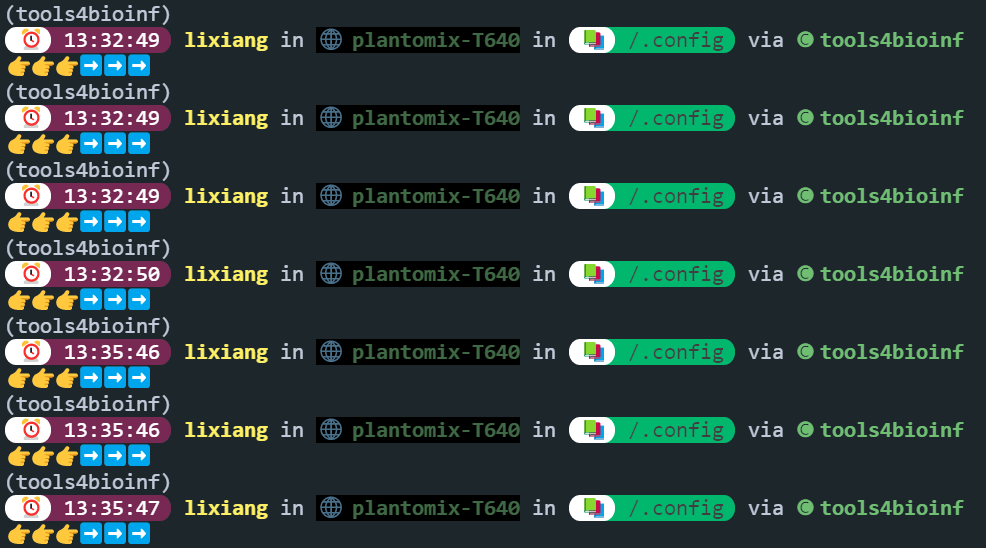 (tools4bioinf)
⏰ 13:32:49 lixiang in 🌐 plantomix-T640 in 📚 /.config via 🅒 tools4bioinf
👉👉👉➡➡➡
(tools4bioinf)
⏰ 13:32:49 lixiang in 🌐 plantomix-T640 in 📚 /.config via 🅒 tools4bioinf
👉👉👉➡➡➡
(tools4bioinf)
⏰ 13:32:49 lixiang in 🌐 plantomix-T640 in 📚 /.config via 🅒 tools4bioinf
👉👉👉➡➡➡
(tools4bioinf)
⏰ 13:32:50 lixiang in 🌐 plantomix-T640 in 📚 /.config via 🅒 tools4bioinf
👉👉👉➡➡➡
(tools4bioinf)
⏰ 13:35:46 lixiang in 🌐 plantomix-T640 in 📚 /.config via 🅒 tools4bioinf
👉👉👉➡➡➡
(tools4bioinf)
⏰ 13:35:46 lixiang in 🌐 plantomix-T640 in 📚 /.config via 🅒 tools4bioinf
👉👉👉➡➡➡
(tools4bioinf)
⏰ 13:35:47 lixiang in 🌐 plantomix-T640 in 📚 /.config via 🅒 tools4bioinf
👉👉👉➡➡➡